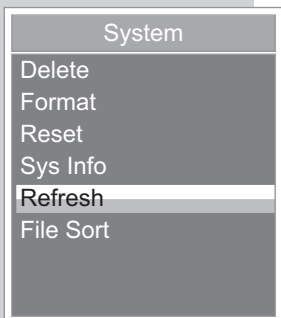 System
Delete
Format
Reset
Sys Info
Refresh
File Sort